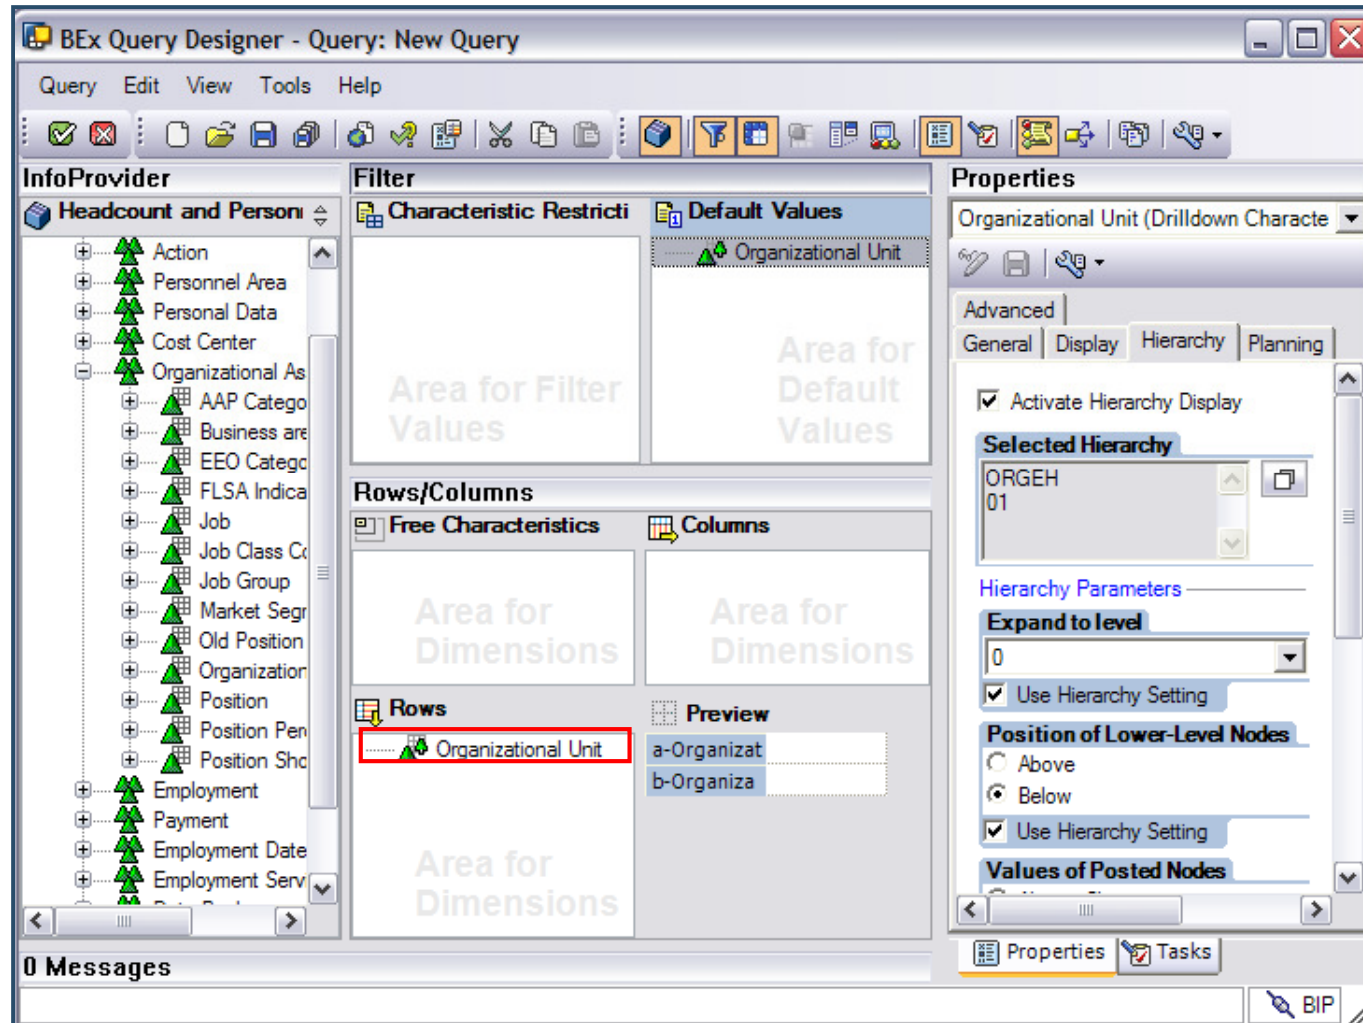 BEx Query Designer - Query: New Query
Query Edit View Tools Help
InfoProvider
Headcount and Person
Action
Personnel Area
Personal Data
Cost Center
Organizational As
AAP Catego
Business are
EEO Catego
FLSA Indica
Job
Job Class Co
Job Group
Market Segr
Old Position
Organization
Position
Position Per
Position Sho
Employment
Payment
Employment Date
Employment Serv
Filter
Characteristic Restricti
Area for Filter
Values
Default Values
Organizational Unit
Area for
Default
Values
Rows/Columns
Free Characteristics
Area for
Dimensions
Columns
Area for
Dimensions
Rows
Organizational Unit
Area for
Dimensions
Preview
a-Organizat
b-Organiza
Properties
Organizational Unit (Drilldown Characte
Advanced
General Display Hierarchy Planning
Activate Hierarchy Display
Selected Hierarchy
ORGEH
01
Hierarchy Parameters
Expand to level
0
Use Hierarchy Setting
Position of Lower-Level Nodes
Above
Below
Use Hierarchy Setting
Values of Posted Nodes
Properties Tasks
0 Messages
BIP